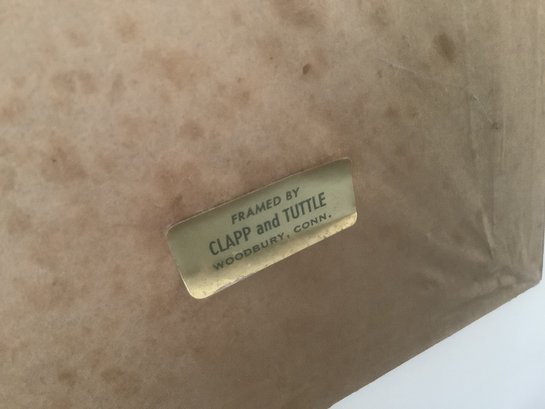 FRAMED BY
CLAPP and TUTTLE
WOODBURY, CONN.